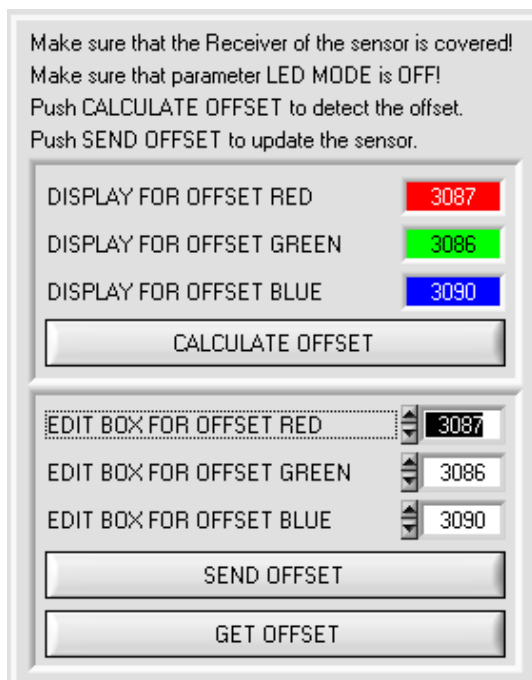 Make sure that the Receiver of the sensor is covered!
Make sure that parameter LED MODE is OFF!
Push CALCULATE OFFSET to detect the offset.
Push SEND OFFSET to update the sensor.
DISPLAY FOR OFFSET RED 3087
DISPLAY FOR OFFSET GREEN 3086
DISPLAY FOR OFFSET BLUE 3090
CALCULATE OFFSET
EDIT BOX FOR OFFSET RED 3087
EDIT BOX FOR OFFSET GREEN 3086
EDIT BOX FOR OFFSET BLUE 3090
SEND OFFSET
GET OFFSET